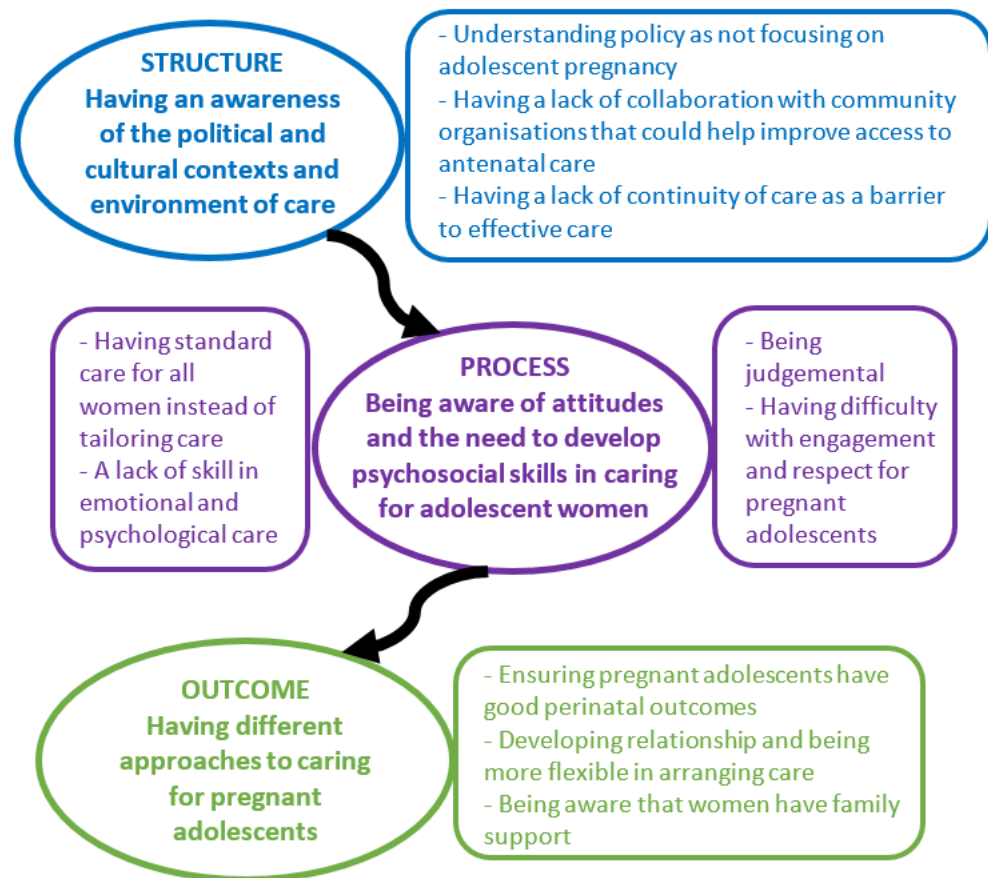 STRUCTURE
Having an awareness
of the political and
cultural contexts and
environment of care
- Understanding policy as not focusing on
adolescent pregnancy
- Having a lack of collaboration with community
organisations that could help improve access to
antenatal care
- Having a lack of continuity of care as a barrier
to effective care
- Having standard
care for all
women instead of
tailoring care
- A lack of skill in
emotional and
psychological care
PROCESS
Being aware of attitudes
and the need to develop
psychosocial skills in caring
for adolescent women
- Being
judgemental
- Having difficulty
with engagement
and respect for
pregnant
adolescents
OUTCOME
Having different
approaches to caring
for pregnant
adolescents
- Ensuring pregnant adolescents have
good perinatal outcomes
- Developing relationship and being
more flexible in arranging care
- Being aware that women have family
support